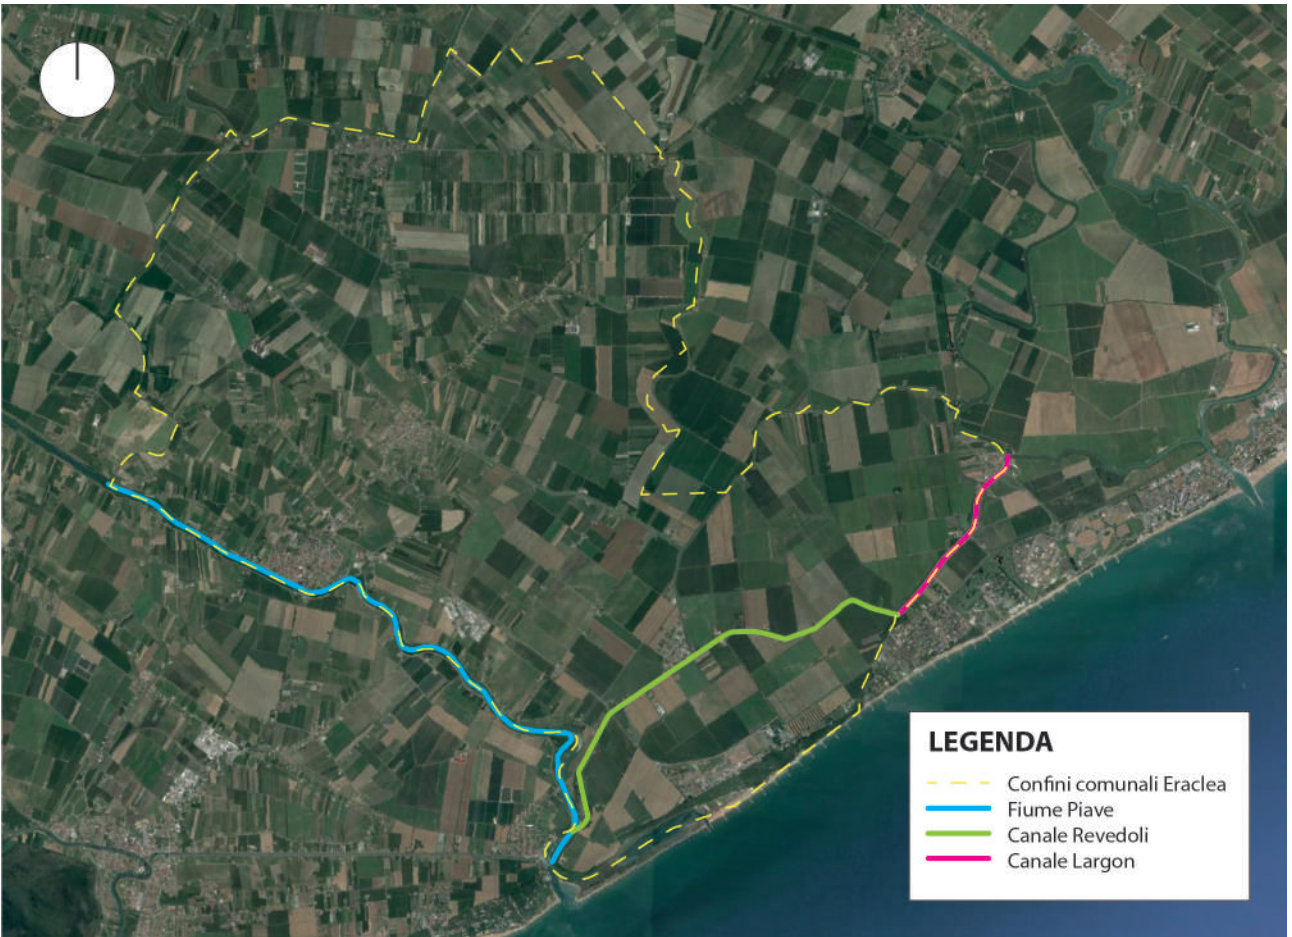 LEGENDA
Confini comunali Eraclea
Fiume Piave
Canale Revedoli
Canale Largon